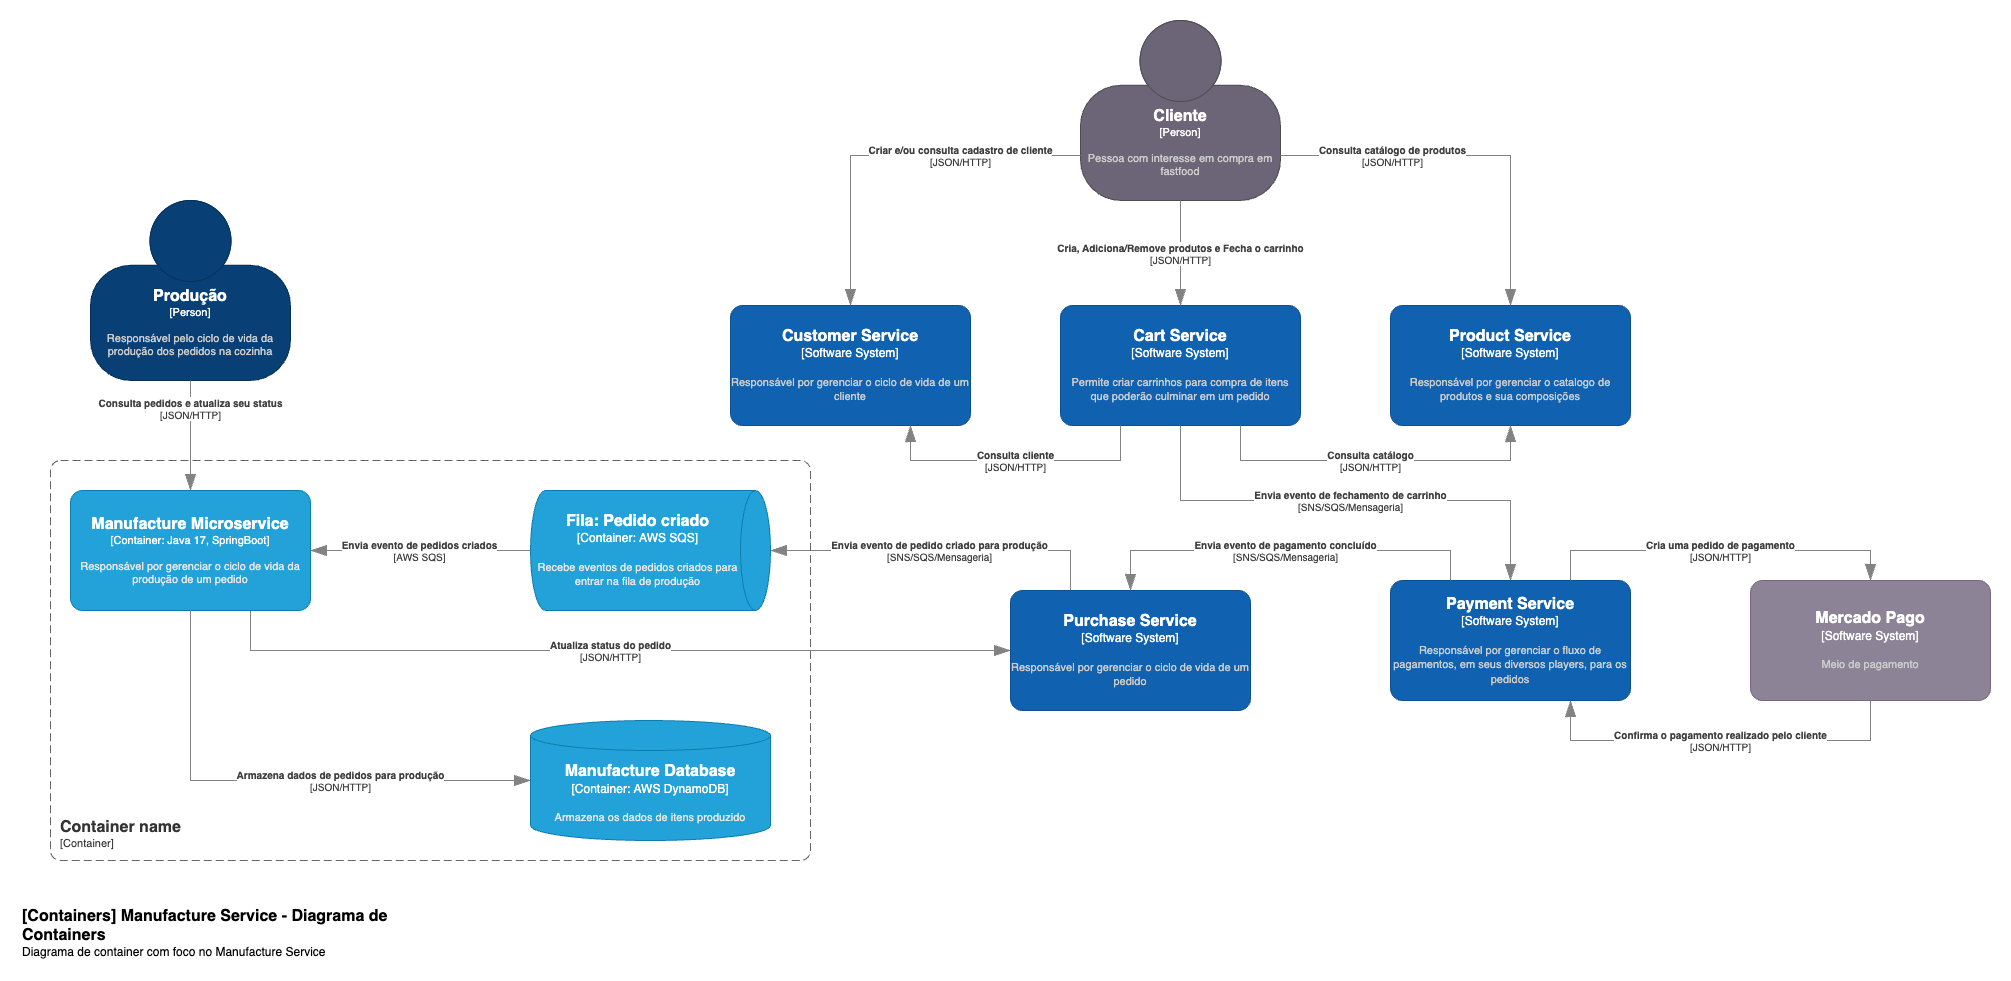 Cliente
[Person]
Pessoa com interesse em compra em
fastfood
Criar e/ou consulta cadastro de cliente
[JSON/HTTP]
Consulta catálogo de produtos
[JSON/HTTP]
Cria, Adiciona/Remove produtos e Fecha o carrinho
[JSON/HTTP]
Produção
[Person]
Responsável pelo ciclo de vida da
produção dos pedidos na cozinha
Consulta pedidos e atualiza seu status
[JSON/HTTP]
Customer Service
[Software System]
Responsável por gerenciar o ciclo de vida de um
cliente
Cart Service
[Software System]
Permite criar carrinhos para compra de itens
que poderão culminar em um pedido
Product Service
[Software System]
Responsável por gerenciar o catalogo de
produtos e sua composições
Consulta cliente
[JSON/HTTP]
Consulta catálogo
[JSON/HTTP]
Envia evento de fechamento de carrinho
[SNS/SQS/Mensageria]
Manufacture Microservice
[Container: Java 17, SpringBoot]
Responsável por gerenciar o ciclo de vida da
produção de um pedido
Envia evento de pedidos criados
[AWS SQS]
Fila: Pedido criado
[Container: AWS SQS]
Recebe eventos de pedidos criados para
entrar na fila de produção
Envia evento de pedido criado para produção
[SNS/SQS/Mensageria]
Envia evento de pagamento concluído
[SNS/SQS/Mensageria]
Cria uma pedido de pagamento
[JSON/HTTP]
Purchase Service
[Software System]
Responsável por gerenciar o ciclo de vida de um
pedido
Payment Service
[Software System]
Responsável por gerenciar o fluxo de
pagamentos, em seus diversos players, para os
pedidos
Mercado Pago
[Software System]
Meio de pagamento
Atualiza status do pedido
[JSON/HTTP]
Confirma o pagamento realizado pelo cliente
[JSON/HTTP]
Armazena dados de pedidos para produção
[JSON/HTTP]
Manufacture Database
[Container: AWS DynamoDB]
Armazena os dados de itens produzido
Container name
[Container]
[Containers] Manufacture Service - Diagrama de
Containers
Diagrama de container com foco no Manufacture Service